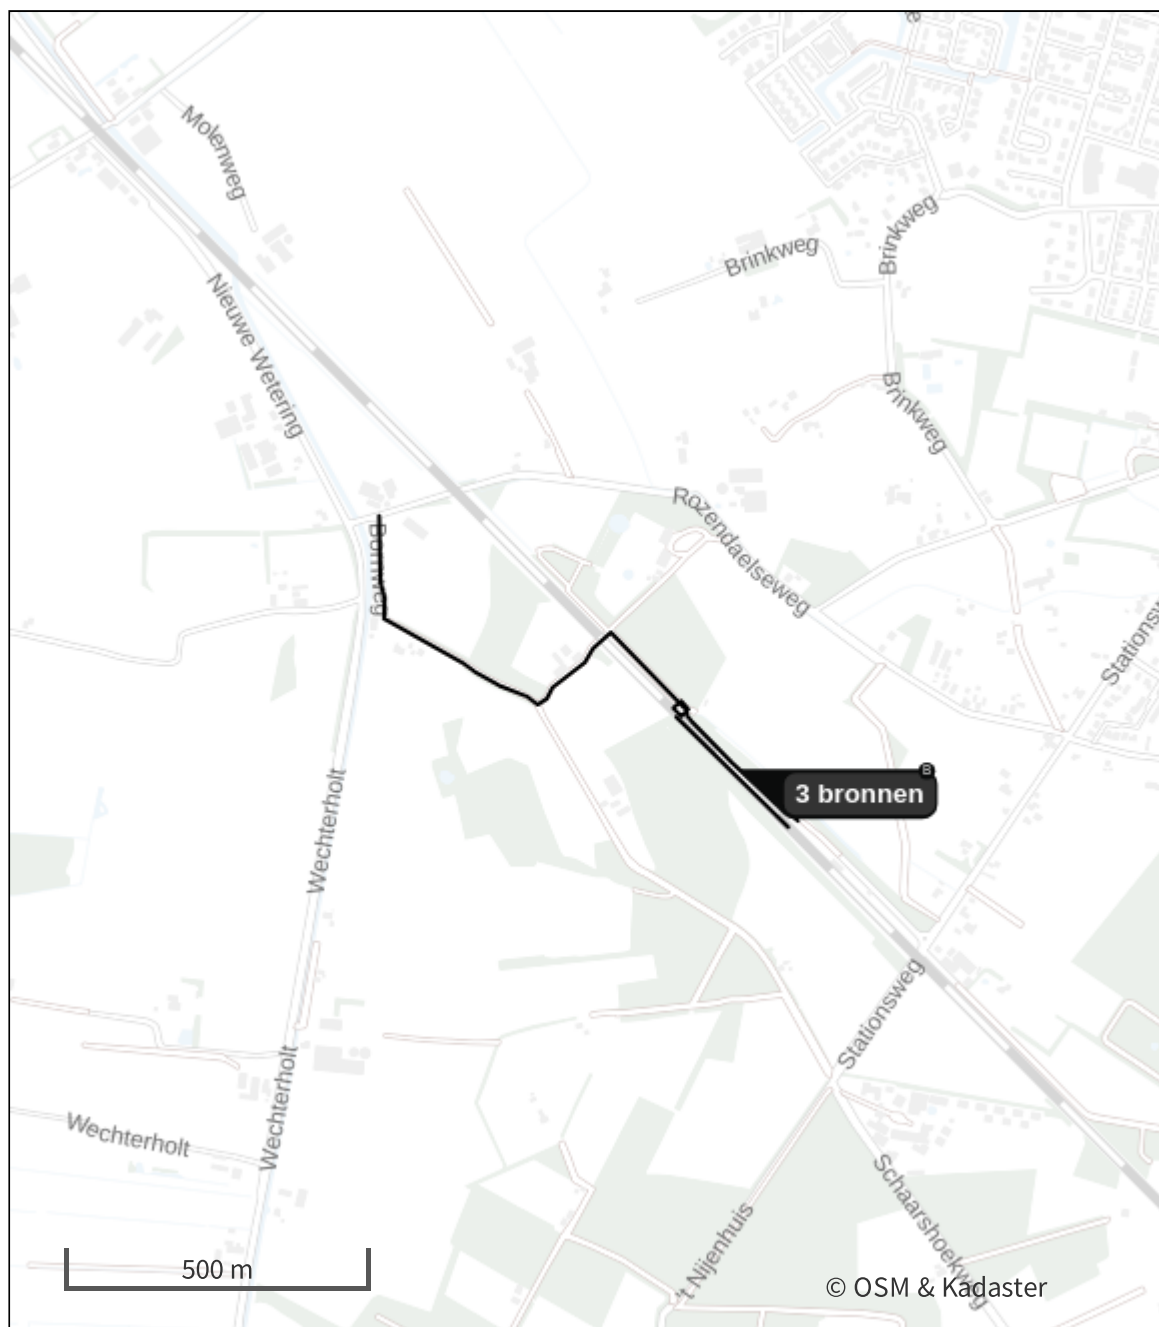 Molenweg
Brinkweg
Brinkweg
Nieuwe Wetering
Brinkweg
Rozendaelseweg
Stationsw
B
3 bronnen
Wechterholt
Stationsweg
Wechterholt
Wechterholt
Schaarshoekweg
't Nijenhuis
500 m
© OSM & Kadaster